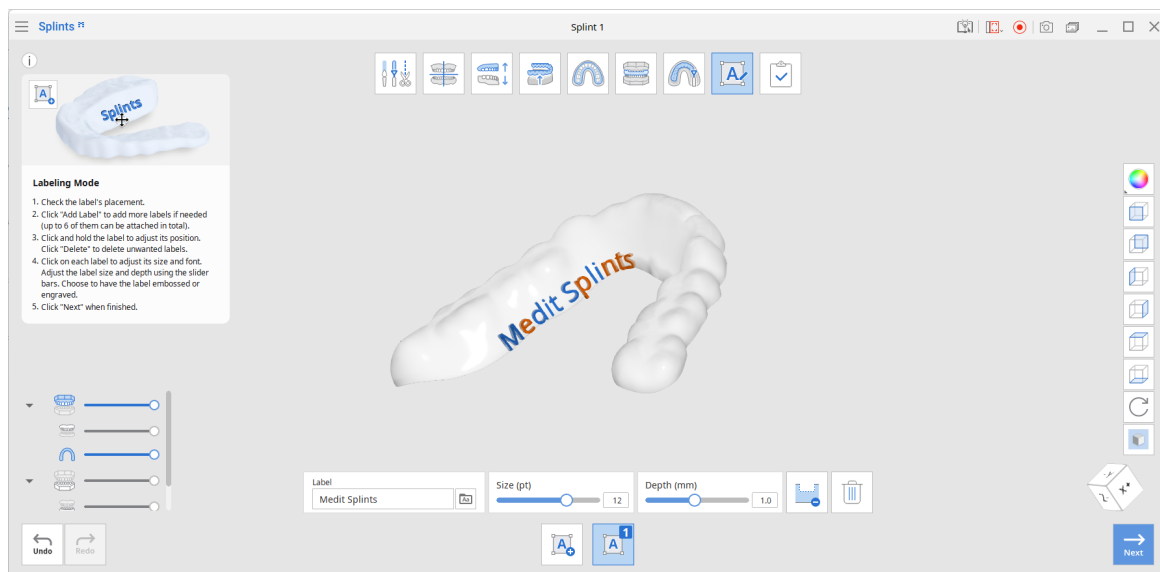 Splints
Splint 1
i
A
Splints
Labeling Mode
1. Check the label's placement.
2. Click "Add Label" to add more labels if needed
(up to 6 of them can be attached in total).
3. Click and hold the label to adjust its position.
Click "Delete" to delete unwanted labels.
4. Click on each label to adjust its size and font.
Adjust the label size and depth using the slider
bars. Choose to have the label embossed or
engraved.
5. Click "Next" when finished.
A
Medit Splints
Label
Medit Splints
Aa
Size (pt)
12
Depth (mm)
1.0
Undo
Redo
A
A
1
Next